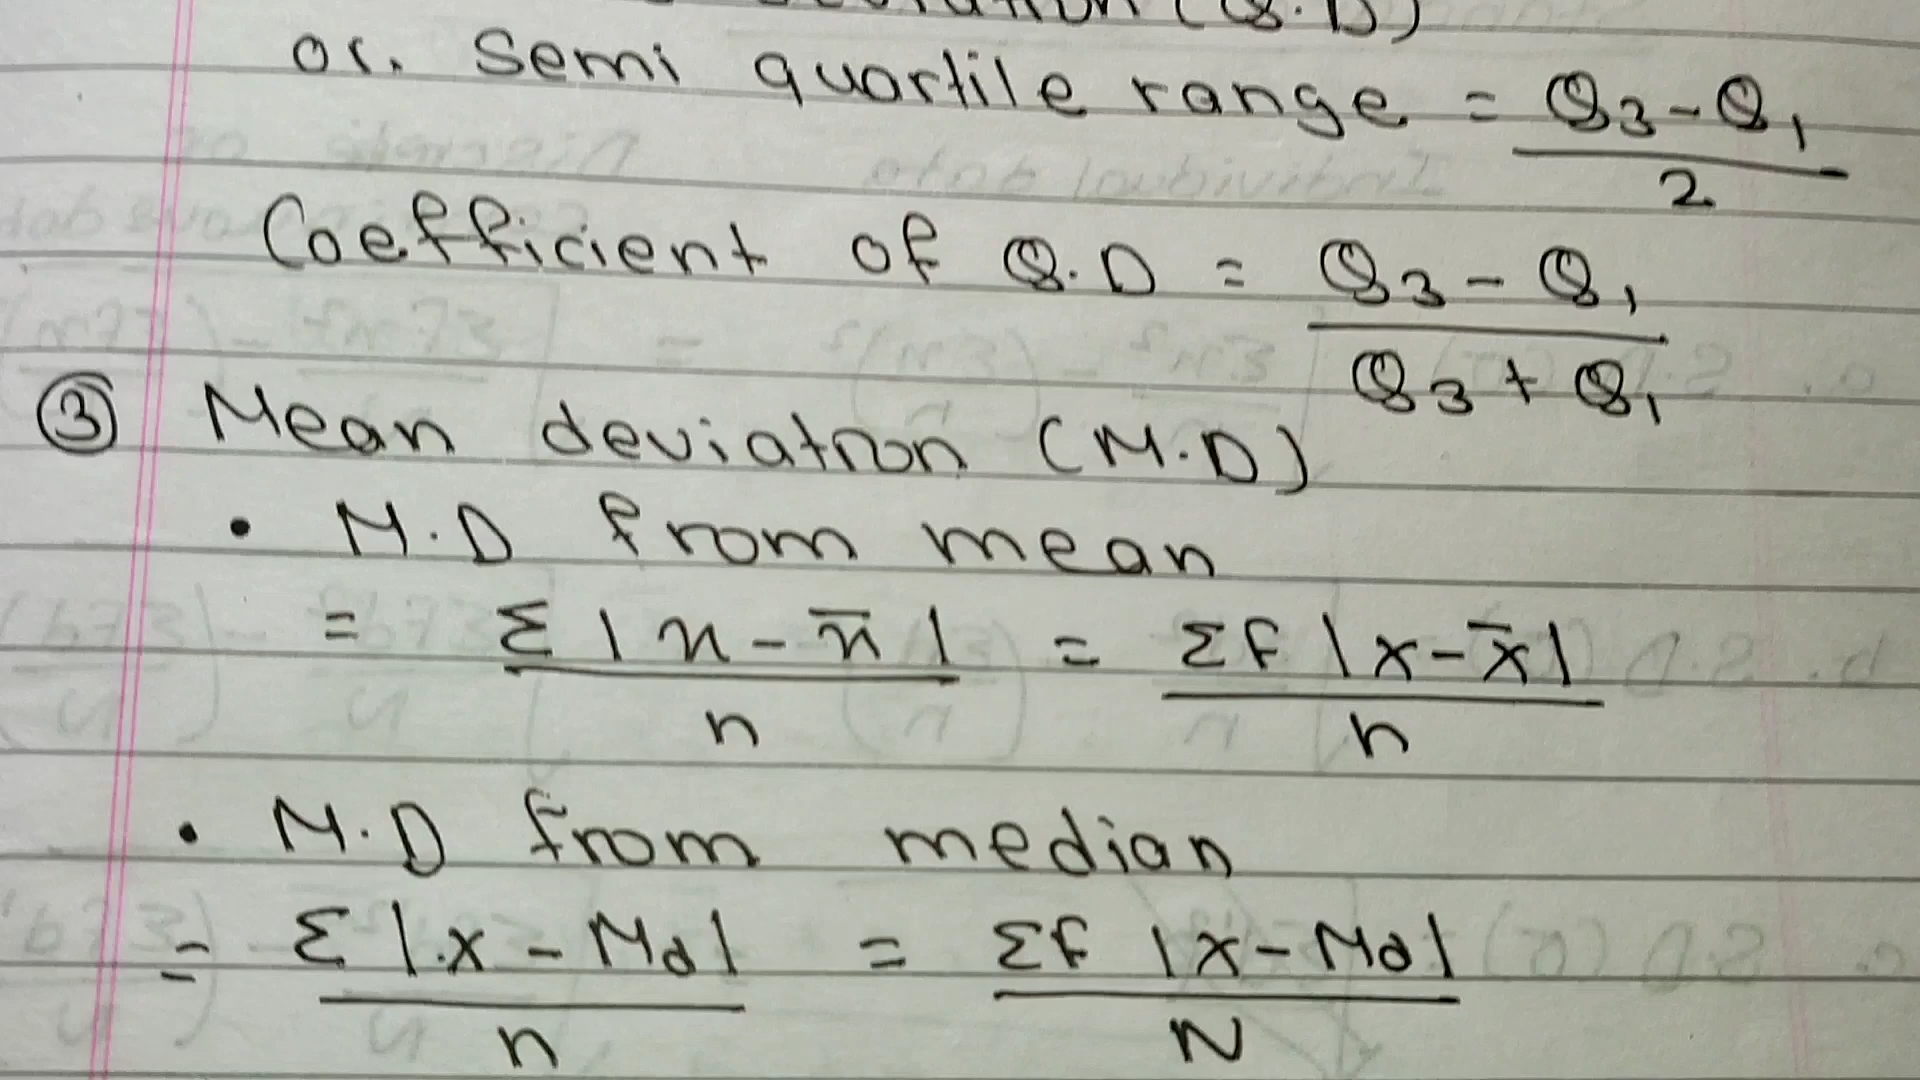 (Q.D)
or. Semi quartile range = Q3 - Q1 / 2
Coefficient of Q.D = Q3 - Q1 / Q3 + Q1
③ Mean deviation (M.D)
• M.D from mean
= Σ |x - x̄| / n = Σf |x - x̄| / n
• M.D from median
= Σ |x - Md| / n = Σf |x - Md| / N